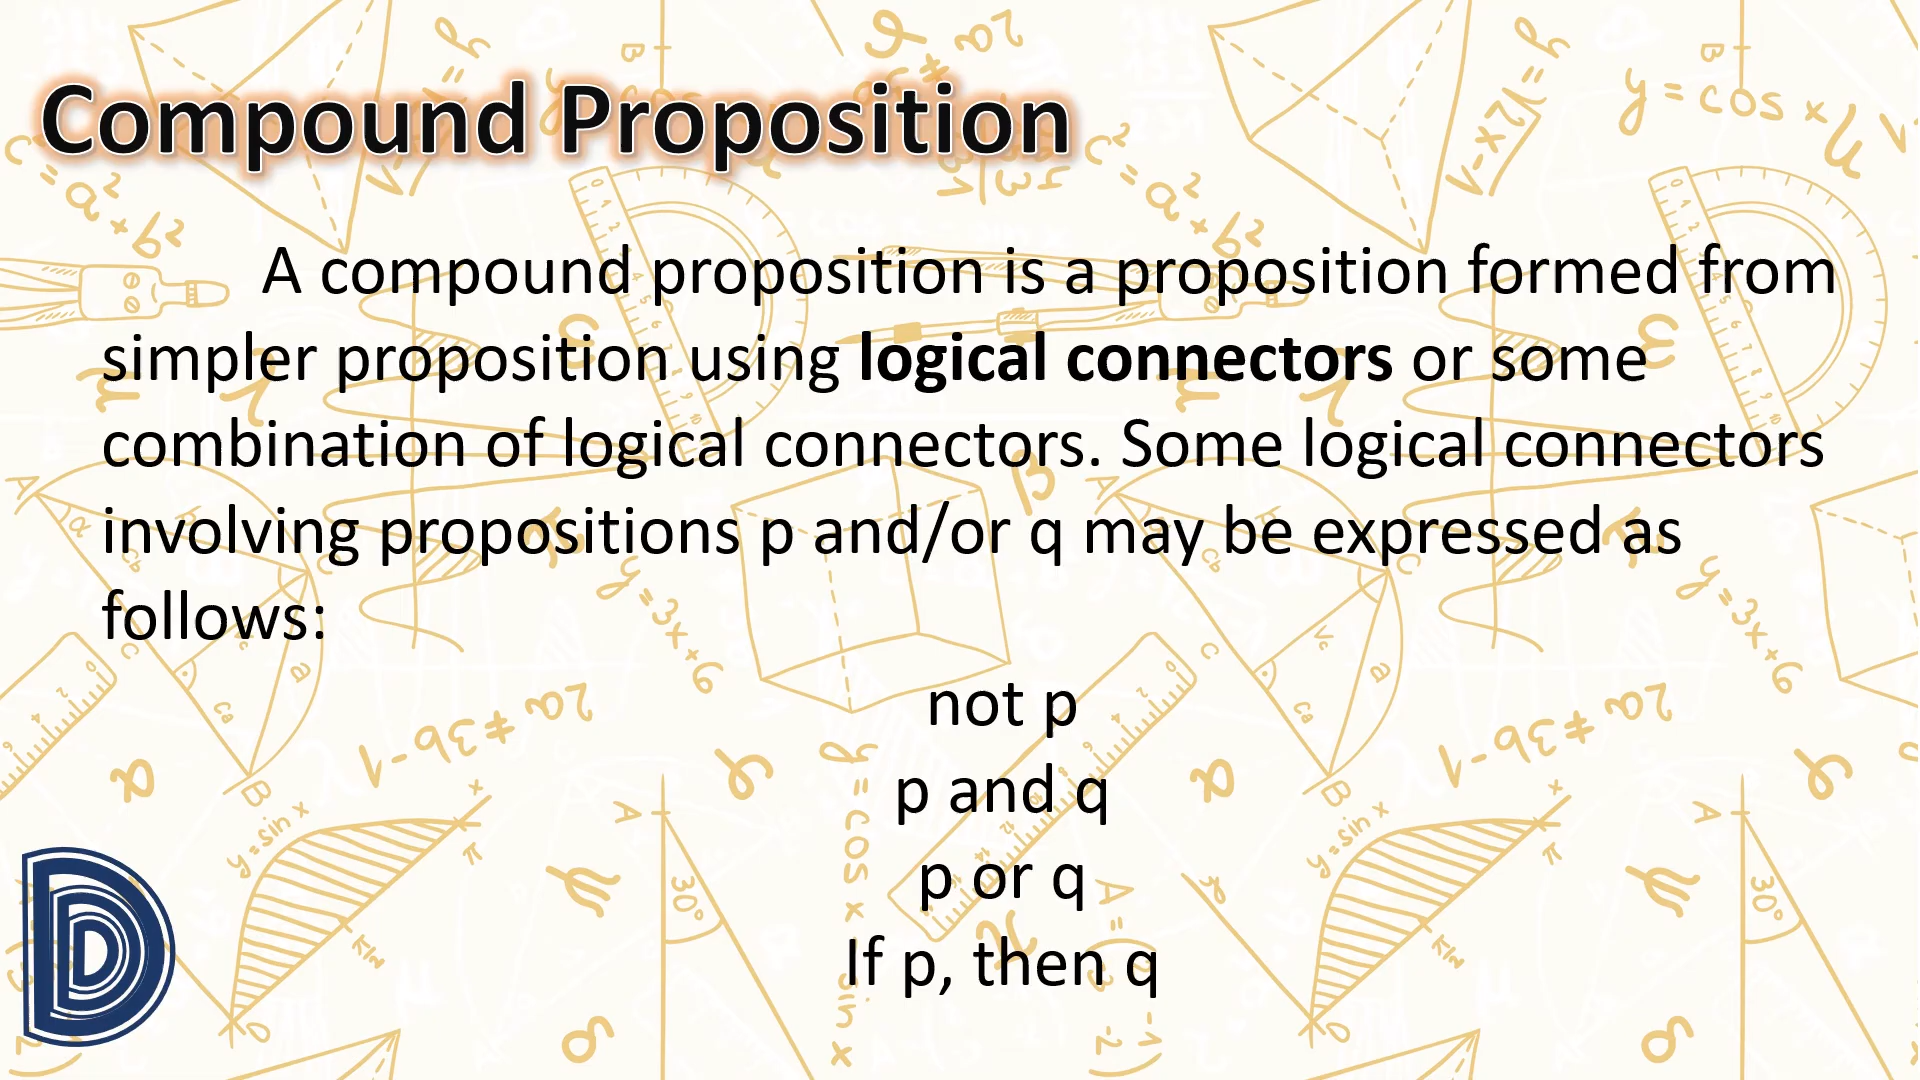 Compound Proposition
A compound proposition is a proposition formed from
simpler proposition using logical connectors or some
combination of logical connectors. Some logical connectors
involving propositions p and/or q may be expressed as
follows:
not p
p and q
p or q
If p, then q